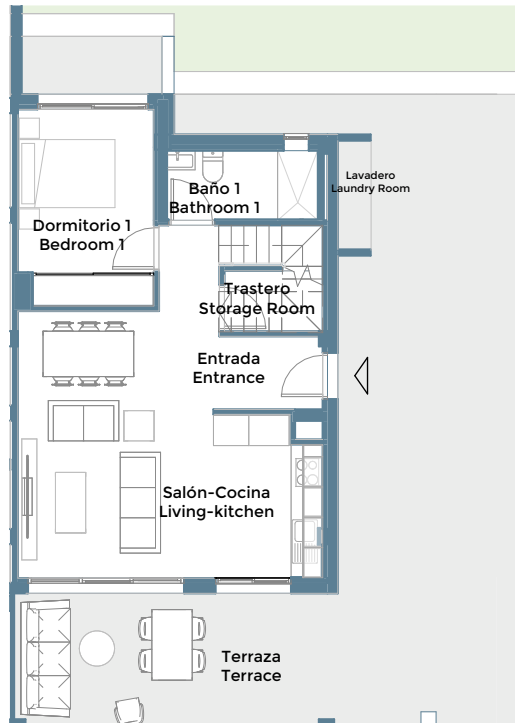 Lavadero
Laundry Room
Baño 1
Bathroom 1
Dormitorio 1
Bedroom 1
Trastero
Storage Room
Entrada
Entrance
Salón-Cocina
Living-kitchen
Terraza
Terrace